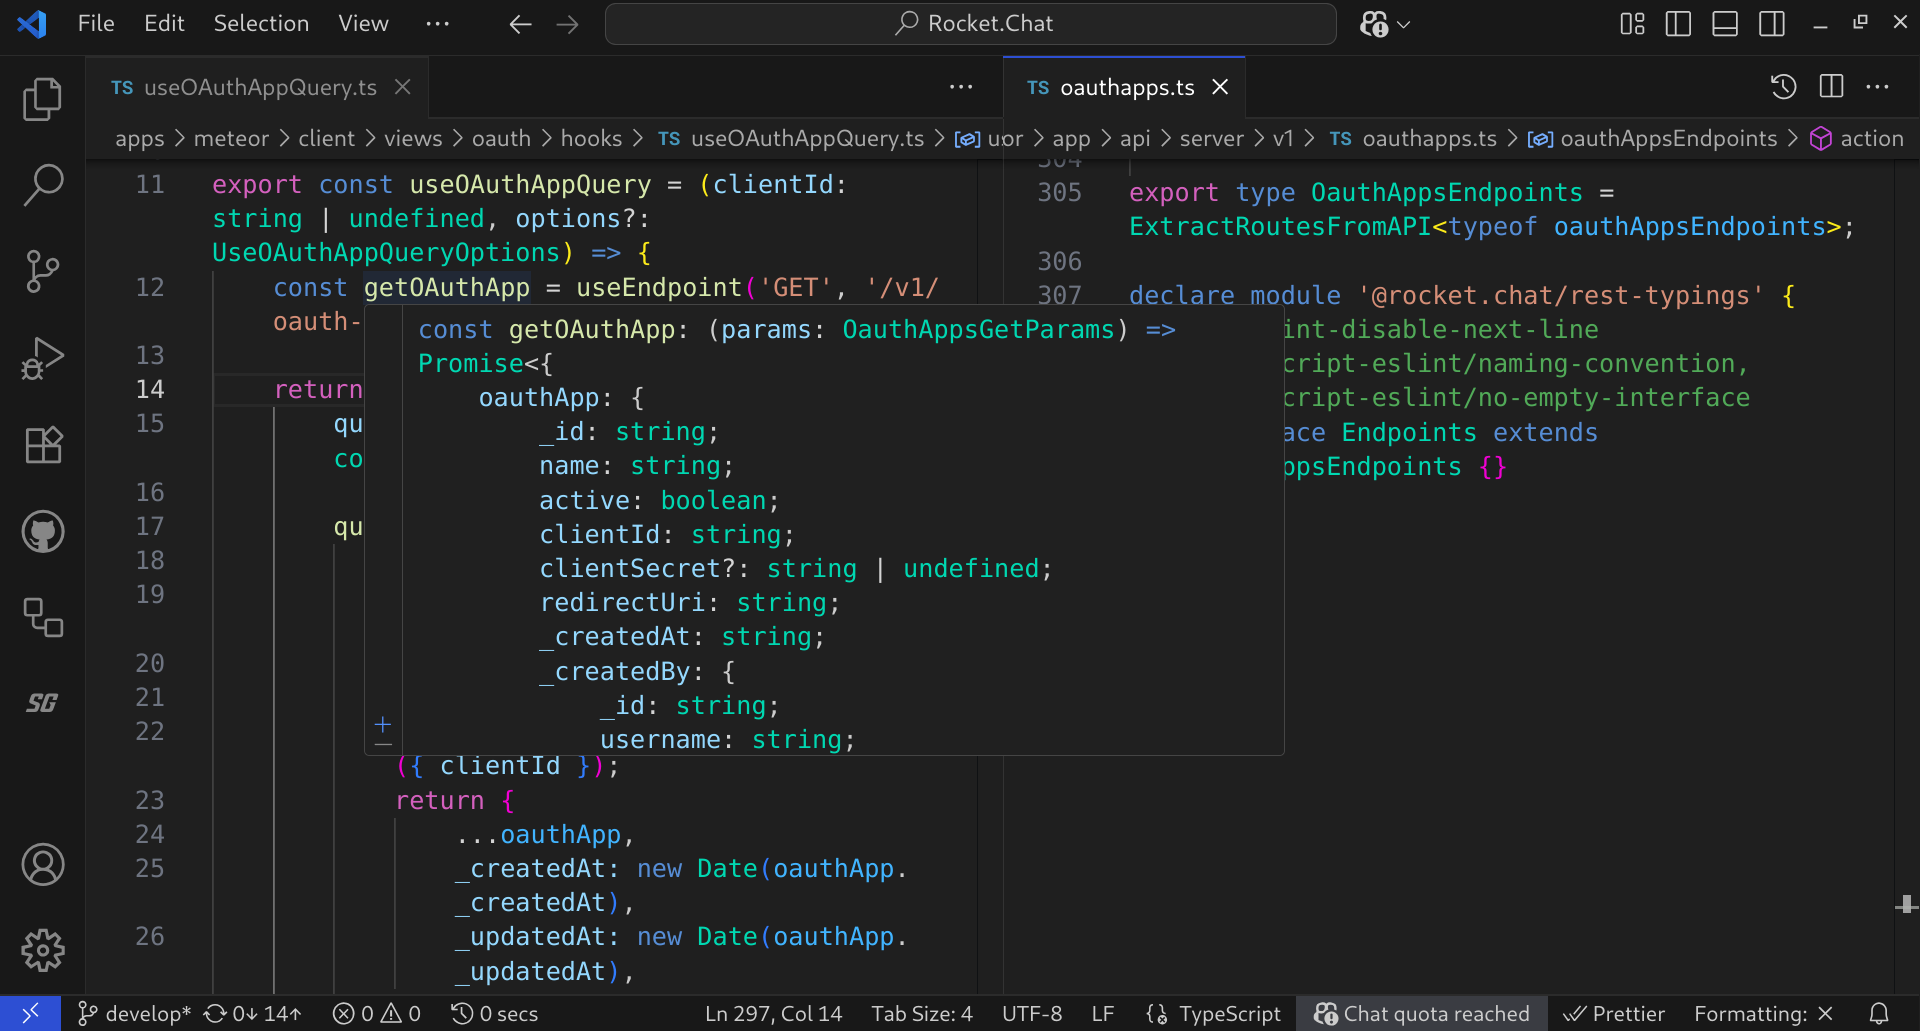 File Edit Selection View ··· Rocket.Chat
TS useOAuthAppQuery.ts
apps > meteor > client > views > oauth > hooks > TS useOAuthAppQuery.ts >
11 export const useOAuthAppQuery = (clientId:
string | undefined, options?:
UseOAuthAppQueryOptions) => {
12 const getOAuthApp = useEndpoint('GET', '/v1/
oauth-
13
14 return
15 qu
co
16
17 qu
18
19
20
21
22
({ clientId });
23 return {
24 ...oauthApp,
25 _createdAt: new Date(oauthApp.
_createdAt),
26 _updatedAt: new Date(oauthApp.
_updatedAt),
const getOAuthApp: (params: OauthAppsGetParams) =>
Promise<{
oauthApp: {
_id: string;
name: string;
active: boolean;
clientId: string;
clientSecret?: string | undefined;
redirectUri: string;
_createdAt: string;
_createdBy: {
_id: string;
username: string;
TS oauthapps.ts
> app > api > server > v1 > TS oauthapps.ts > oauthAppsEndpoints > action
304
305 export type OauthAppsEndpoints =
ExtractRoutesFromAPI<typeof oauthAppsEndpoints>;
306
307 declare module '@rocket.chat/rest-typings' {
int-disable-next-line
cript-eslint/naming-convention,
cript-eslint/no-empty-interface
ace Endpoints extends
ppsEndpoints {}
SG
develop* 0↓ 14↑ 0 0 0 secs Ln 297, Col 14 Tab Size: 4 UTF-8 LF TypeScript Chat quota reached Prettier Formatting: ×